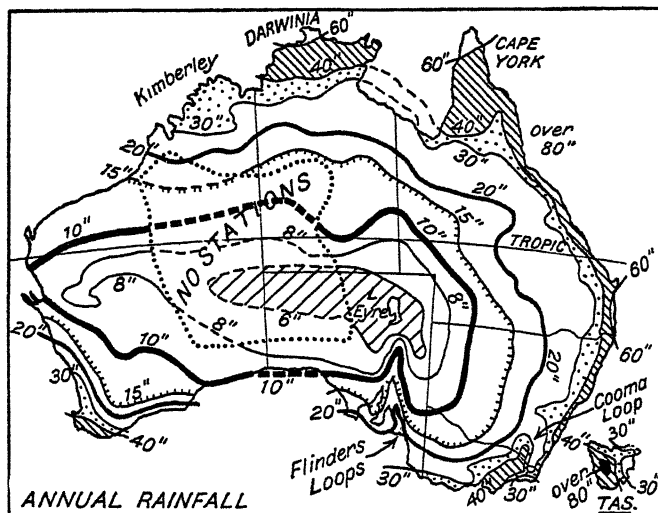 DARWINIA
60"
Kimberley
40"
60"
CAPE
YORK
30"
40"
30"
over
80"
20"
15"
20"
15"
NO STATIONS
10"
8"
10"
TROPIC
60"
8"
8"
6"
L.
Eyre
8"
20"
10"
60"
20"
30"
15"
40"
10"
20"
Cooma
Loop
Flinders
Loops
30"
40"
30"
40"
30"
30"
over
80"
TAS.
ANNUAL RAINFALL